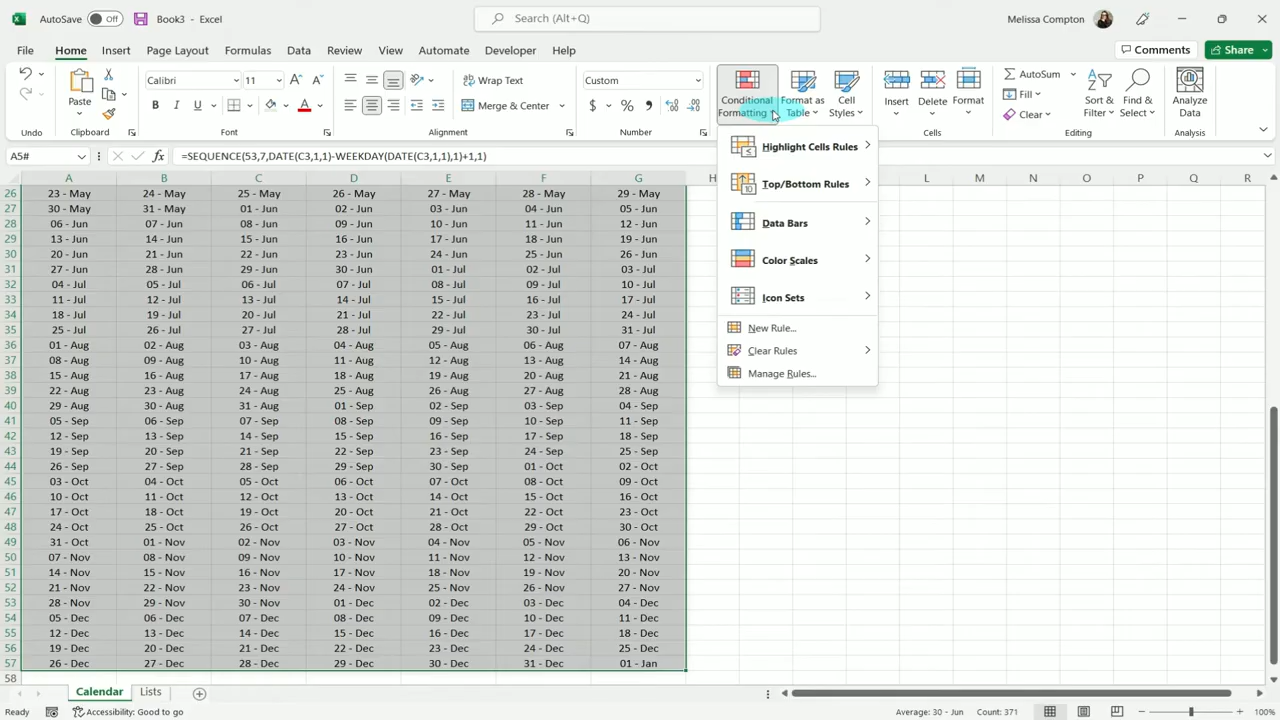 AutoSave Off Book3 - Excel Search (Alt+Q) Melissa Compton
File Home Insert Page Layout Formulas Data Review View Automate Developer Help Comments Share
Calibri 11 Wrap Text Custom AutoSum
Paste B I U Merge & Center $ % Conditional Formatting Format as Table Cell Styles Insert Delete Format Fill Sort & Filter Find & Select Analyze Data
Clear
Undo Clipboard Font Alignment Number Cells Editing Analysis
A5# fx =SEQUENCE(53,7,DATE(C3,1,1)-WEEKDAY(DATE(C3,1,1),1)+1,1)
Highlight Cells Rules
Top/Bottom Rules
Data Bars
Color Scales
Icon Sets
New Rule...
Clear Rules
Manage Rules...
A B C D E F G H L M N O P Q R
26 23 - May 24 - May 25 - May 26 - May 27 - May 28 - May 29 - May
27 30 - May 31 - May 01 - Jun 02 - Jun 03 - Jun 04 - Jun 05 - Jun
28 06 - Jun 07 - Jun 08 - Jun 09 - Jun 10 - Jun 11 - Jun 12 - Jun
29 13 - Jun 14 - Jun 15 - Jun 16 - Jun 17 - Jun 18 - Jun 19 - Jun
30 20 - Jun 21 - Jun 22 - Jun 23 - Jun 24 - Jun 25 - Jun 26 - Jun
31 27 - Jun 28 - Jun 29 - Jun 30 - Jun 01 - Jul 02 - Jul 03 - Jul
32 04 - Jul 05 - Jul 06 - Jul 07 - Jul 08 - Jul 09 - Jul 10 - Jul
33 11 - Jul 12 - Jul 13 - Jul 14 - Jul 15 - Jul 16 - Jul 17 - Jul
34 18 - Jul 19 - Jul 20 - Jul 21 - Jul 22 - Jul 23 - Jul 24 - Jul
35 25 - Jul 26 - Jul 27 - Jul 28 - Jul 29 - Jul 30 - Jul 31 - Jul
36 01 - Aug 02 - Aug 03 - Aug 04 - Aug 05 - Aug 06 - Aug 07 - Aug
37 08 - Aug 09 - Aug 10 - Aug 11 - Aug 12 - Aug 13 - Aug 14 - Aug
38 15 - Aug 16 - Aug 17 - Aug 18 - Aug 19 - Aug 20 - Aug 21 - Aug
39 22 - Aug 23 - Aug 24 - Aug 25 - Aug 26 - Aug 27 - Aug 28 - Aug
40 29 - Aug 30 - Aug 31 - Aug 01 - Sep 02 - Sep 03 - Sep 04 - Sep
41 05 - Sep 06 - Sep 07 - Sep 08 - Sep 09 - Sep 10 - Sep 11 - Sep
42 12 - Sep 13 - Sep 14 - Sep 15 - Sep 16 - Sep 17 - Sep 18 - Sep
43 19 - Sep 20 - Sep 21 - Sep 22 - Sep 23 - Sep 24 - Sep 25 - Sep
44 26 - Sep 27 - Sep 28 - Sep 29 - Sep 30 - Sep 01 - Oct 02 - Oct
45 03 - Oct 04 - Oct 05 - Oct 06 - Oct 07 - Oct 08 - Oct 09 - Oct
46 10 - Oct 11 - Oct 12 - Oct 13 - Oct 14 - Oct 15 - Oct 16 - Oct
47 17 - Oct 18 - Oct 19 - Oct 20 - Oct 21 - Oct 22 - Oct 23 - Oct
48 24 - Oct 25 - Oct 26 - Oct 27 - Oct 28 - Oct 29 - Oct 30 - Oct
49 31 - Oct 01 - Nov 02 - Nov 03 - Nov 04 - Nov 05 - Nov 06 - Nov
50 07 - Nov 08 - Nov 09 - Nov 10 - Nov 11 - Nov 12 - Nov 13 - Nov
51 14 - Nov 15 - Nov 16 - Nov 17 - Nov 18 - Nov 19 - Nov 20 - Nov
52 21 - Nov 22 - Nov 23 - Nov 24 - Nov 25 - Nov 26 - Nov 27 - Nov
53 28 - Nov 29 - Nov 30 - Nov 01 - Dec 02 - Dec 03 - Dec 04 - Dec
54 05 - Dec 06 - Dec 07 - Dec 08 - Dec 09 - Dec 10 - Dec 11 - Dec
55 12 - Dec 13 - Dec 14 - Dec 15 - Dec 16 - Dec 17 - Dec 18 - Dec
56 19 - Dec 20 - Dec 21 - Dec 22 - Dec 23 - Dec 24 - Dec 25 - Dec
57 26 - Dec 27 - Dec 28 - Dec 29 - Dec 30 - Dec 31 - Dec 01 - Jan
58
Calendar Lists
Ready Accessibility: Good to go Average: 30 - Jun Count: 371 100%